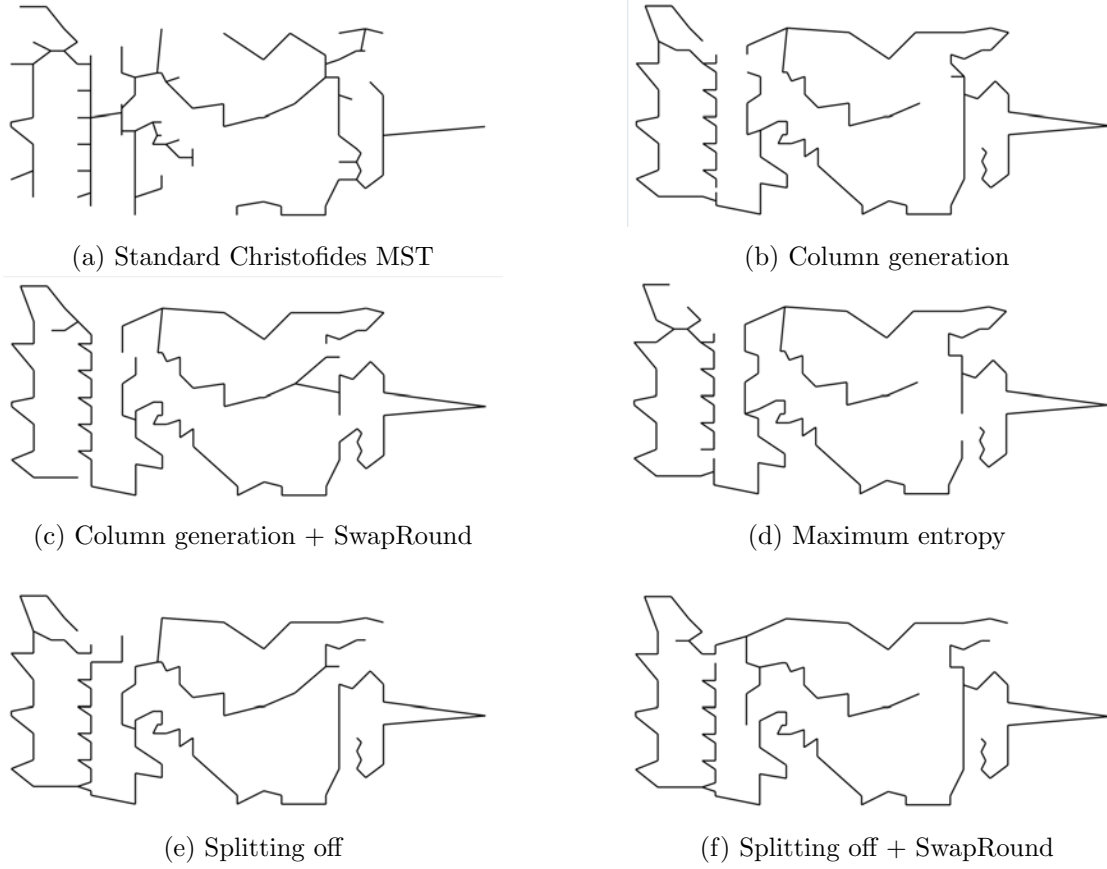 (a) Standard Christofides MST
(b) Column generation
(c) Column generation + SwapRound
(d) Maximum entropy
(e) Splitting off
(f) Splitting off + SwapRound